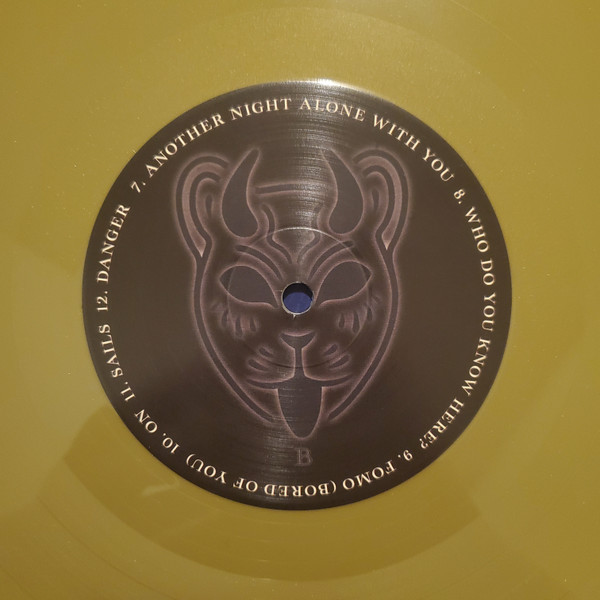 7. ANOTHER NIGHT ALONE WITH YOU 8. WHO DO YOU KNOW HERE? 9. FOMO (BORED OF YOU) 10. ON 11. SAILS 12. DANGER
B